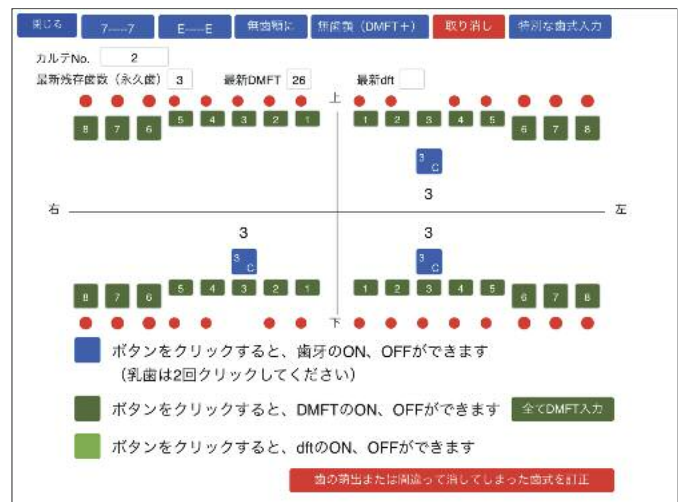 閉じる 7-----7 E-----E 無歯顎に 無歯顎（DMFT＋） 取り消し 特別な歯式入力
カルテNo. 2
最新残存歯数（永久歯） 3 最新DMFT 26 最新dft
上
8 7 6 5 4 3 2 1 1 2 3 4 5 6 7 8
3 C
3
右 左
3 3
3 C 3 C
8 7 6 5 4 3 2 1 1 2 3 4 5 6 7 8
下
ボタンをクリックすると、歯牙のON、OFFができます
（乳歯は2回クリックしてください）
ボタンをクリックすると、DMFTのON、OFFができます 全てDMFT入力
ボタンをクリックすると、dftのON、OFFができます
歯の萌出または間違って消してしまった歯式を訂正